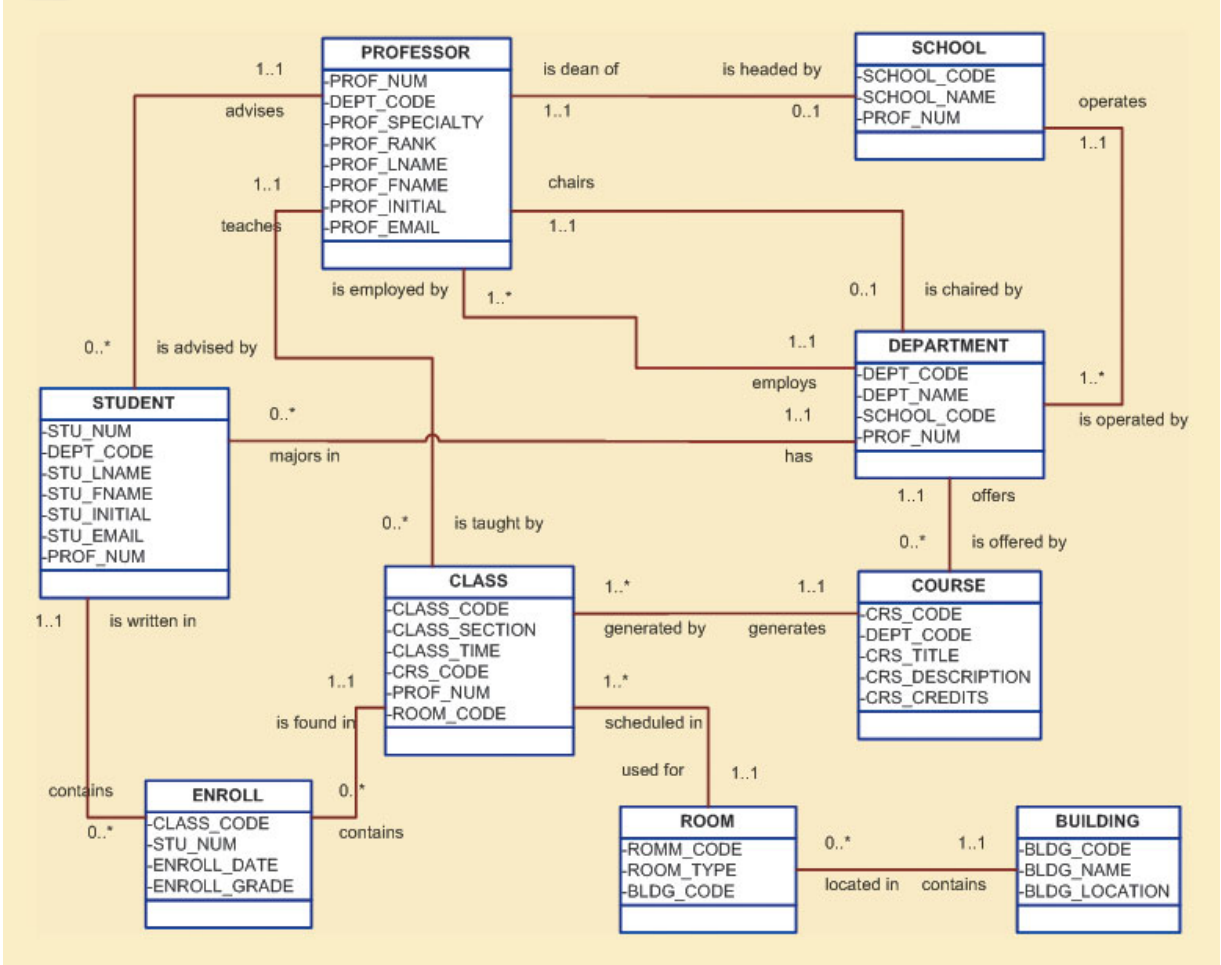 PROFESSOR
-PROF_NUM
-DEPT_CODE
-PROF_SPECIALTY
-PROF_RANK
-PROF_LNAME
-PROF_FNAME
-PROF_INITIAL
-PROF_EMAIL
SCHOOL
-SCHOOL_CODE
-SCHOOL_NAME
-PROF_NUM
1..1
advises
is dean of
1..1
is headed by
0..1
operates
1..1
1..1
teaches
chairs
1..1
is employed by
1..*
0..1
is chaired by
0..*
is advised by
1..1
employs
DEPARTMENT
-DEPT_CODE
-DEPT_NAME
-SCHOOL_CODE
-PROF_NUM
1..*
is operated by
STUDENT
-STU_NUM
-DEPT_CODE
-STU_LNAME
-STU_FNAME
-STU_INITIAL
-STU_EMAIL
-PROF_NUM
0..*
majors in
1..1
has
0..*
is taught by
1..1
offers
0..*
is offered by
CLASS
-CLASS_CODE
-CLASS_SECTION
-CLASS_TIME
-CRS_CODE
-PROF_NUM
-ROOM_CODE
1..*
generated by
1..1
generates
COURSE
-CRS_CODE
-DEPT_CODE
-CRS_TITLE
-CRS_DESCRIPTION
-CRS_CREDITS
1..1
is written in
1..1
is found in
1..*
scheduled in
used for
1..1
contains
0..*
ENROLL
-CLASS_CODE
-STU_NUM
-ENROLL_DATE
-ENROLL_GRADE
0..*
contains
ROOM
-ROMM_CODE
-ROOM_TYPE
-BLDG_CODE
0..*
located in
1..1
contains
BUILDING
-BLDG_CODE
-BLDG_NAME
-BLDG_LOCATION